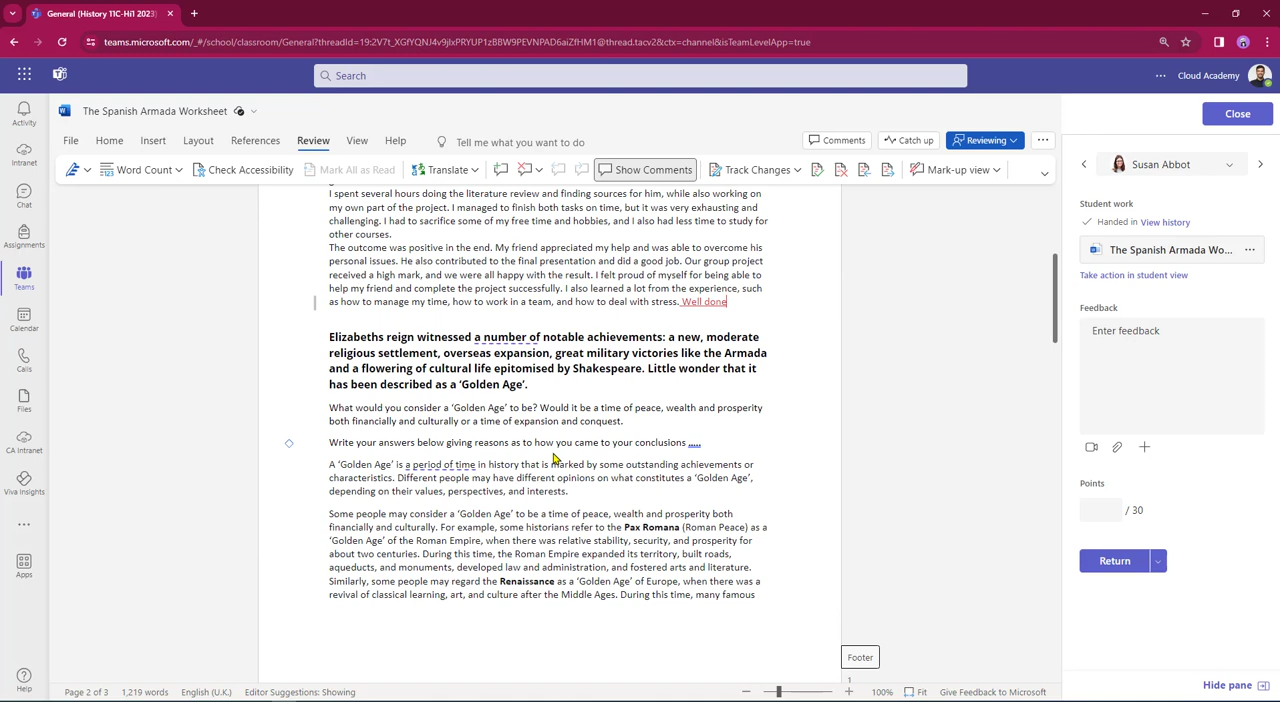 General (History 11C-Hi1 2023
teams.microsoft.com/_#/school/classroom/General?threadId=19:2V7t_XGfYQNJ4v9jlxPRYUP1zBBW9PEVNPAD6aiZfHM1@thread.tacv2&ctx=channel&isTeamLevelApp=true
Search
Cloud Academy
Activity
Intranet
Chat
Assignments
Teams
Calendar
Calls
Files
CA Intranet
Viva Insights
Apps
Help
The Spanish Armada Worksheet
File Home Insert Layout References Review View Help Tell me what you want to do
Comments Catch up Reviewing
Word Count Check Accessibility Mark All as Read Translate Show Comments Track Changes Mark-up view
I spent several hours doing the literature review and finding sources for him, while also working on
my own part of the project. I managed to finish both tasks on time, but it was very exhausting and
challenging. I had to sacrifice some of my free time and hobbies, and I also had less time to study for
other courses.
The outcome was positive in the end. My friend appreciated my help and was able to overcome his
personal issues. He also contributed to the final presentation and did a good job. Our group project
received a high mark, and we were all happy with the result. I felt proud of myself for being able to
help my friend and complete the project successfully. I also learned a lot from the experience, such
as how to manage my time, how to work in a team, and how to deal with stress. Well done
Elizabeths reign witnessed a number of notable achievements: a new, moderate
religious settlement, overseas expansion, great military victories like the Armada
and a flowering of cultural life epitomised by Shakespeare. Little wonder that it
has been described as a ‘Golden Age’.
What would you consider a ‘Golden Age’ to be? Would it be a time of peace, wealth and prosperity
both financially and culturally or a time of expansion and conquest.
Write your answers below giving reasons as to how you came to your conclusions .....
A ‘Golden Age’ is a period of time in history that is marked by some outstanding achievements or
characteristics. Different people may have different opinions on what constitutes a ‘Golden Age’,
depending on their values, perspectives, and interests.
Some people may consider a ‘Golden Age’ to be a time of peace, wealth and prosperity both
financially and culturally. For example, some historians refer to the Pax Romana (Roman Peace) as a
‘Golden Age’ of the Roman Empire, when there was relative stability, security, and prosperity for
about two centuries. During this time, the Roman Empire expanded its territory, built roads,
aqueducts, and monuments, developed law and administration, and fostered arts and literature.
Similarly, some people may regard the Renaissance as a ‘Golden Age’ of Europe, when there was a
revival of classical learning, art, and culture after the Middle Ages. During this time, many famous
Footer
1
Page 2 of 3 1,219 words English (U.K.) Editor Suggestions: Showing
100% Fit Give Feedback to Microsoft
Close
Susan Abbot
Student work
Handed in View history
The Spanish Armada Wo...
Take action in student view
Feedback
Enter feedback
Points
/ 30
Return
Hide pane